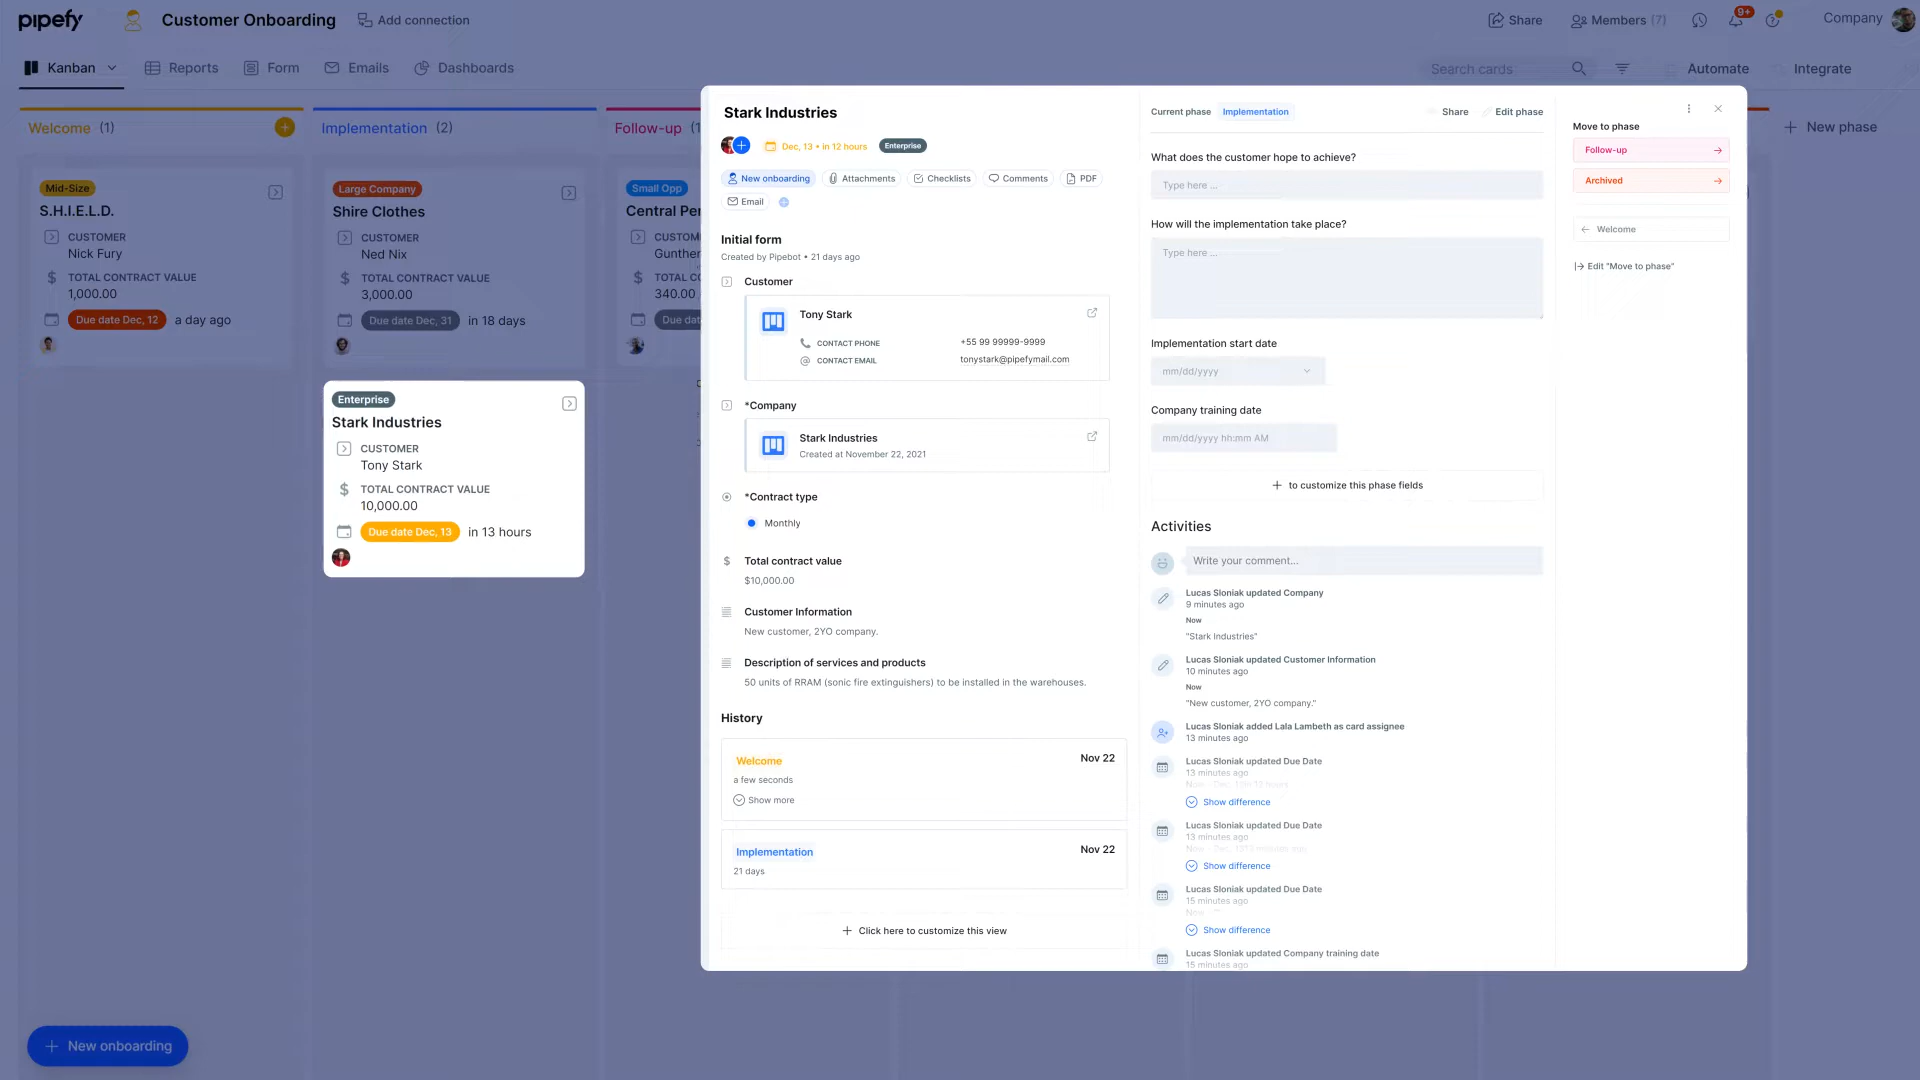 pipefy
Customer Onboarding
Add connection
Share
Members (7)
9+
Company
Kanban
Reports
Form
Emails
Dashboards
Search cards
Automate
Integrate
Welcome (1)
Implementation (2)
Follow-up
New phase
Mid-Size
S.H.I.E.L.D.
CUSTOMER
Nick Fury
TOTAL CONTRACT VALUE
1,000.00
Due date Dec, 12 a day ago
Large Company
Shire Clothes
CUSTOMER
Ned Nix
TOTAL CONTRACT VALUE
3,000.00
Due date Dec, 31 in 18 days
Small Opp
Central Per
CUSTOM
Gunther
TOTAL CO
340.00
Due dat
Enterprise
Stark Industries
CUSTOMER
Tony Stark
TOTAL CONTRACT VALUE
10,000.00
Due date Dec, 13 in 13 hours
New onboarding
Stark Industries
Dec, 13 • in 12 hours
Enterprise
New onboarding
Attachments
Checklists
Comments
PDF
Email
Initial form
Created by Pipebot • 21 days ago
Customer
Tony Stark
CONTACT PHONE +55 99 99999-9999
CONTACT EMAIL tonystark@pipefymail.com
*Company
Stark Industries
Created at November 22, 2021
*Contract type
Monthly
Total contract value
$10,000.00
Customer Information
New customer, 2YO company.
Description of services and products
50 units of RRAM (sonic fire extinguishers) to be installed in the warehouses.
History
Welcome Nov 22
a few seconds
Show more
Implementation Nov 22
21 days
Click here to customize this view
Current phase Implementation
Share
Edit phase
What does the customer hope to achieve?
Type here ...
How will the implementation take place?
Type here ...
Implementation start date
mm/dd/yyyy
Company training date
mm/dd/yyyy hh:mm AM
to customize this phase fields
Activities
Write your comment...
Lucas Sloniak updated Company
9 minutes ago
Now
"Stark Industries"
Lucas Sloniak updated Customer Information
10 minutes ago
Now
"New customer, 2YO company."
Lucas Sloniak added Lala Lambeth as card assignee
13 minutes ago
Lucas Sloniak updated Due Date
13 minutes ago
Show difference
Lucas Sloniak updated Due Date
13 minutes ago
Show difference
Lucas Sloniak updated Due Date
15 minutes ago
Show difference
Lucas Sloniak updated Company training date
15 minutes ago
Move to phase
Follow-up
Archived
Welcome
Edit "Move to phase"